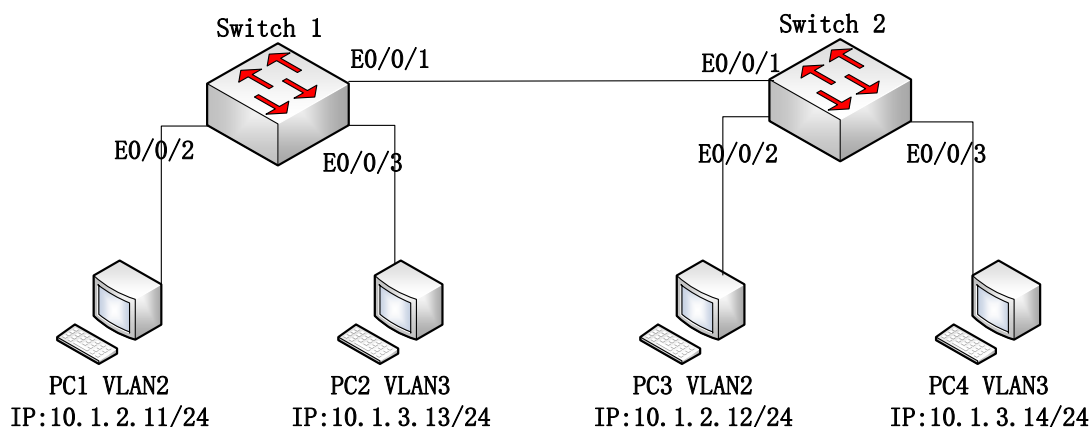 Switch 1
Switch 2
E0/0/1
E0/0/1
E0/0/2
E0/0/3
E0/0/2
E0/0/3
PC1 VLAN2
IP:10.1.2.11/24
PC2 VLAN3
IP:10.1.3.13/24
PC3 VLAN2
IP:10.1.2.12/24
PC4 VLAN3
IP:10.1.3.14/24